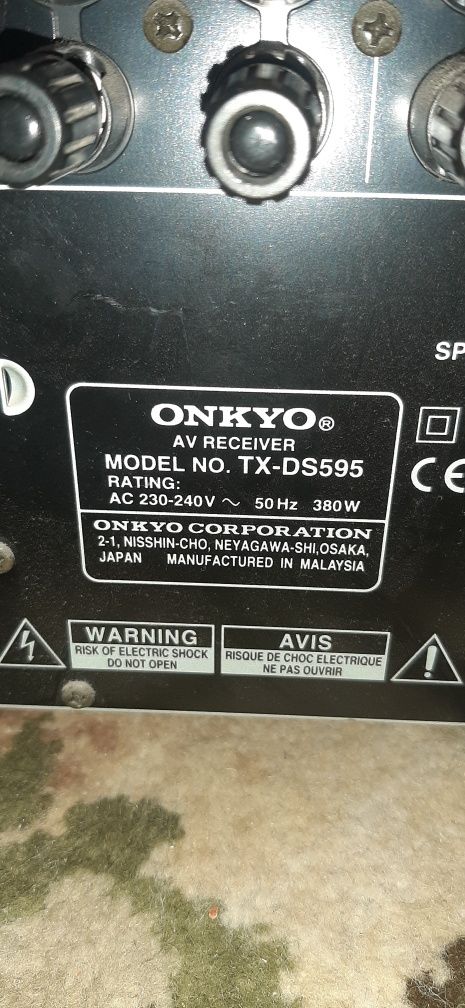 SP
ONKYO®
AV RECEIVER
MODEL NO. TX-DS595
RATING:
AC 230-240V ~ 50 Hz 380W
ONKYO CORPORATION
2-1, NISSHIN-CHO, NEYAGAWA-SHI,OSAKA,
JAPAN MANUFACTURED IN MALAYSIA
CE
WARNING
RISK OF ELECTRIC SHOCK
DO NOT OPEN
AVIS
RISQUE DE CHOC ELECTRIQUE
NE PAS OUVRIR